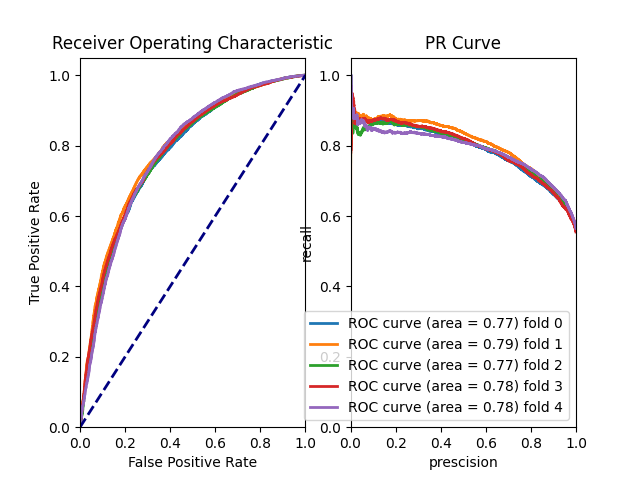 Receiver Operating Characteristic
PR Curve
True Positive Rate
1.0
0.8
0.6
0.4
0.2
0.0
0.0 0.2 0.4 0.6 0.8 1.0
False Positive Rate
recall
1.0
0.8
0.6
0.4
0.2
0.0
ROC curve (area = 0.77) fold 0
ROC curve (area = 0.79) fold 1
ROC curve (area = 0.77) fold 2
ROC curve (area = 0.78) fold 3
ROC curve (area = 0.78) fold 4
0.0 0.2 0.4 0.6 0.8 1.0
prescision